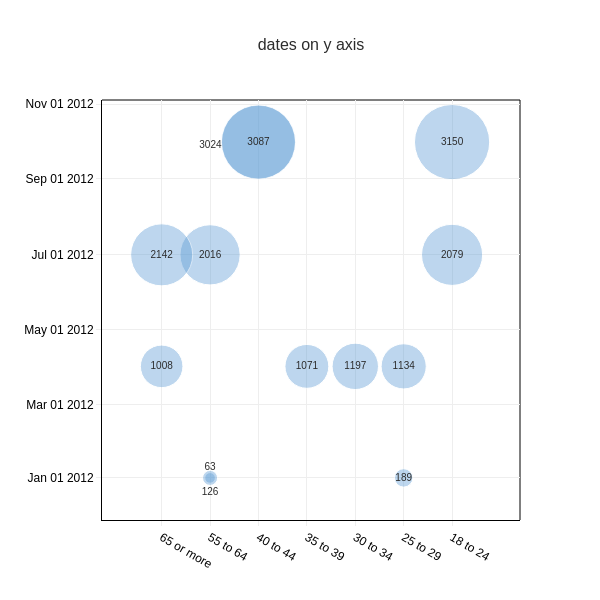 dates on y axis
Nov 01 2012
3024 3087 3150
Sep 01 2012
Jul 01 2012
2142 2016 2079
May 01 2012
1008 1071 1197 1134
Mar 01 2012
63
Jan 01 2012
189
126
65 or more 55 to 64 40 to 44 35 to 39 30 to 34 25 to 29 18 to 24